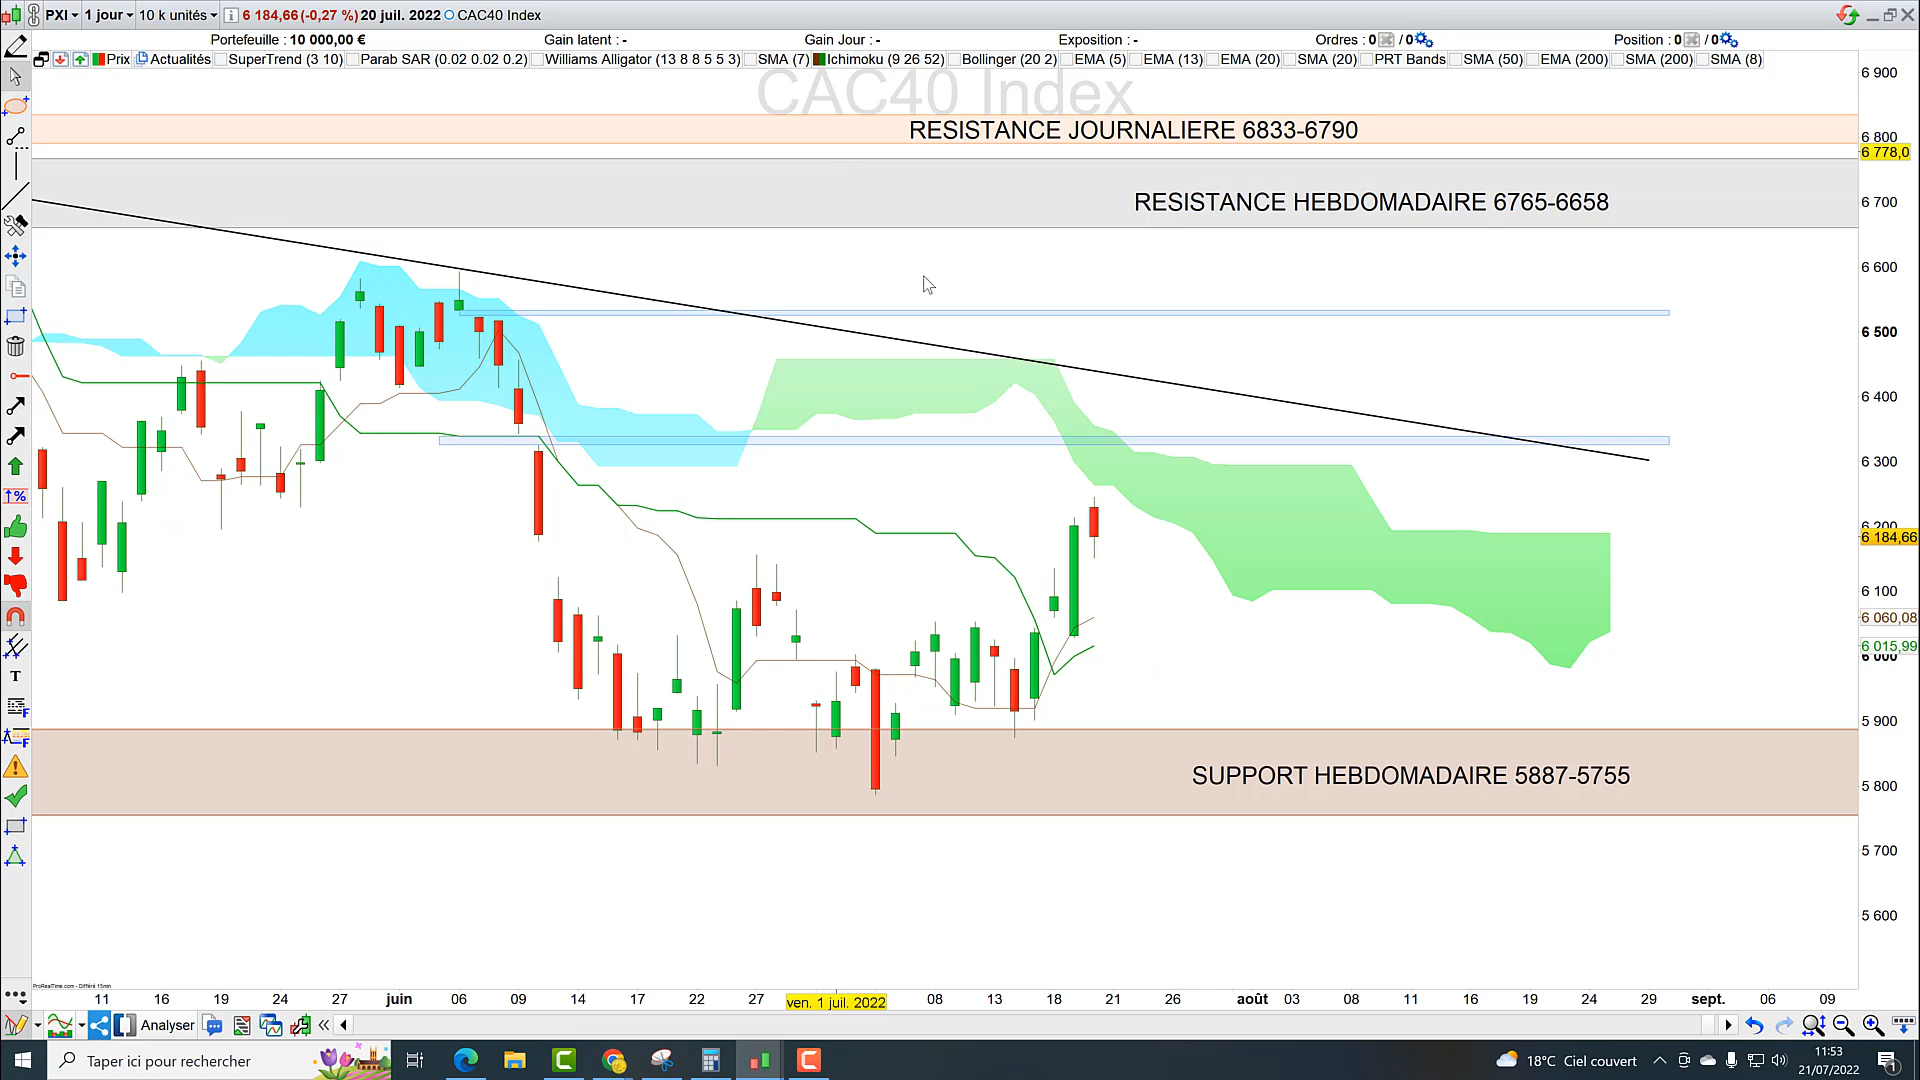 PXI 1 jour 10 k unités 6 184,66 (-0,27 %) 20 juil. 2022 CAC40 Index
Portefeuille : 10 000,00 € Gain latent : - Gain Jour : - Exposition : - Ordres : 0 / 0 Position : 0 / 0
Prix Actualités SuperTrend (3 10) Parab SAR (0.02 0.02 0.2) Williams Alligator (13 8 8 5 5 3) SMA (7) Ichimoku (9 26 52) Bollinger (20 2) EMA (5) EMA (13) EMA (20) SMA (20) PRT Bands SMA (50) EMA (200) SMA (200) SMA (8)
CAC40 Index
6 900
RESISTANCE JOURNALIERE 6833-6790
6 800
6 778,0
RESISTANCE HEBDOMADAIRE 6765-6658
6 700
6 600
6 500
6 400
6 300
6 200
6 184,66
6 100
6 060,08
6 015,99
6 000
5 900
SUPPORT HEBDOMADAIRE 5887-5755
5 800
5 700
5 600
↑%
T
F
F
ProRealTime.com - Différé 15min
11 16 19 24 27 juin 06 09 14 17 22 27 ven. 1 juil. 2022 08 13 18 21 26 août 03 08 11 16 19 24 29 sept. 06 09
Analyser
Taper ici pour rechercher
18°C Ciel couvert
11:53
21/07/2022
1